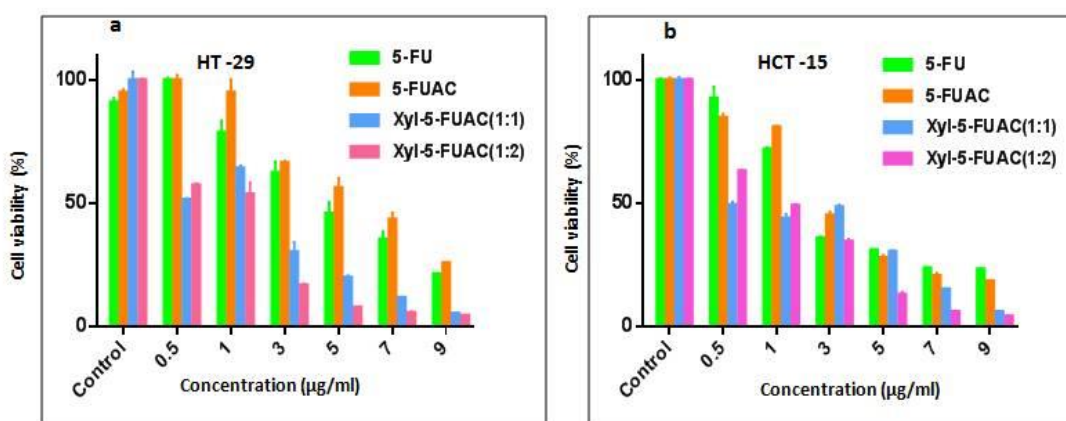 a
HT -29
5-FU
5-FUAC
Xyl-5-FUAC(1:1)
Xyl-5-FUAC(1:2)
Cell viability (%)
100
50
0
Control
0.5
1
3
5
7
9
Concentration (µg/ml)
b
HCT -15
5-FU
5-FUAC
Xyl-5-FUAC(1:1)
Xyl-5-FUAC(1:2)
Cell viability (%)
100
50
0
Control
0.5
1
3
5
7
9
Concentration (µg/ml)